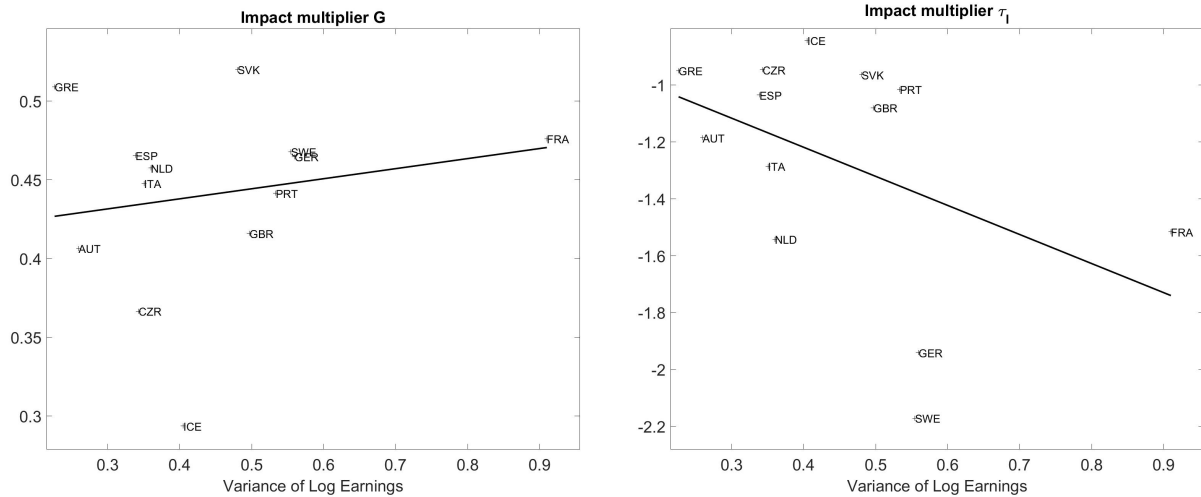 Impact multiplier G
0.5
0.45
0.4
0.35
0.3
GRE
SVK
FRA
SWE
GER
ESP
NLD
ITA
PRT
GBR
AUT
CZR
ICE
0.3 0.4 0.5 0.6 0.7 0.8 0.9
Variance of Log Earnings
Impact multiplier τl
-1
-1.2
-1.4
-1.6
-1.8
-2
-2.2
ICE
GRE
CZR
SVK
ESP
PRT
GBR
AUT
ITA
NLD
FRA
GER
SWE
0.3 0.4 0.5 0.6 0.7 0.8 0.9
Variance of Log Earnings